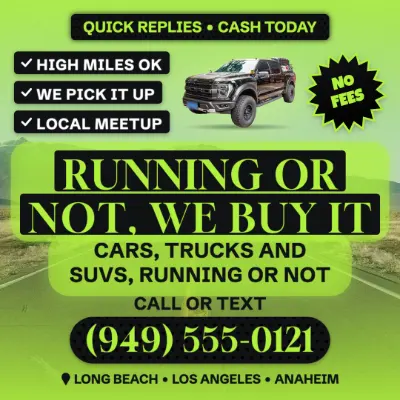 QUICK REPLIES • CASH TODAY
✓ HIGH MILES OK
✓ WE PICK IT UP
✓ LOCAL MEETUP
NO
FEES
RUNNING OR
NOT, WE BUY IT
CARS, TRUCKS AND
SUVS, RUNNING OR NOT
CALL OR TEXT
(949) 555-0121
LONG BEACH • LOS ANGELES • ANAHEIM